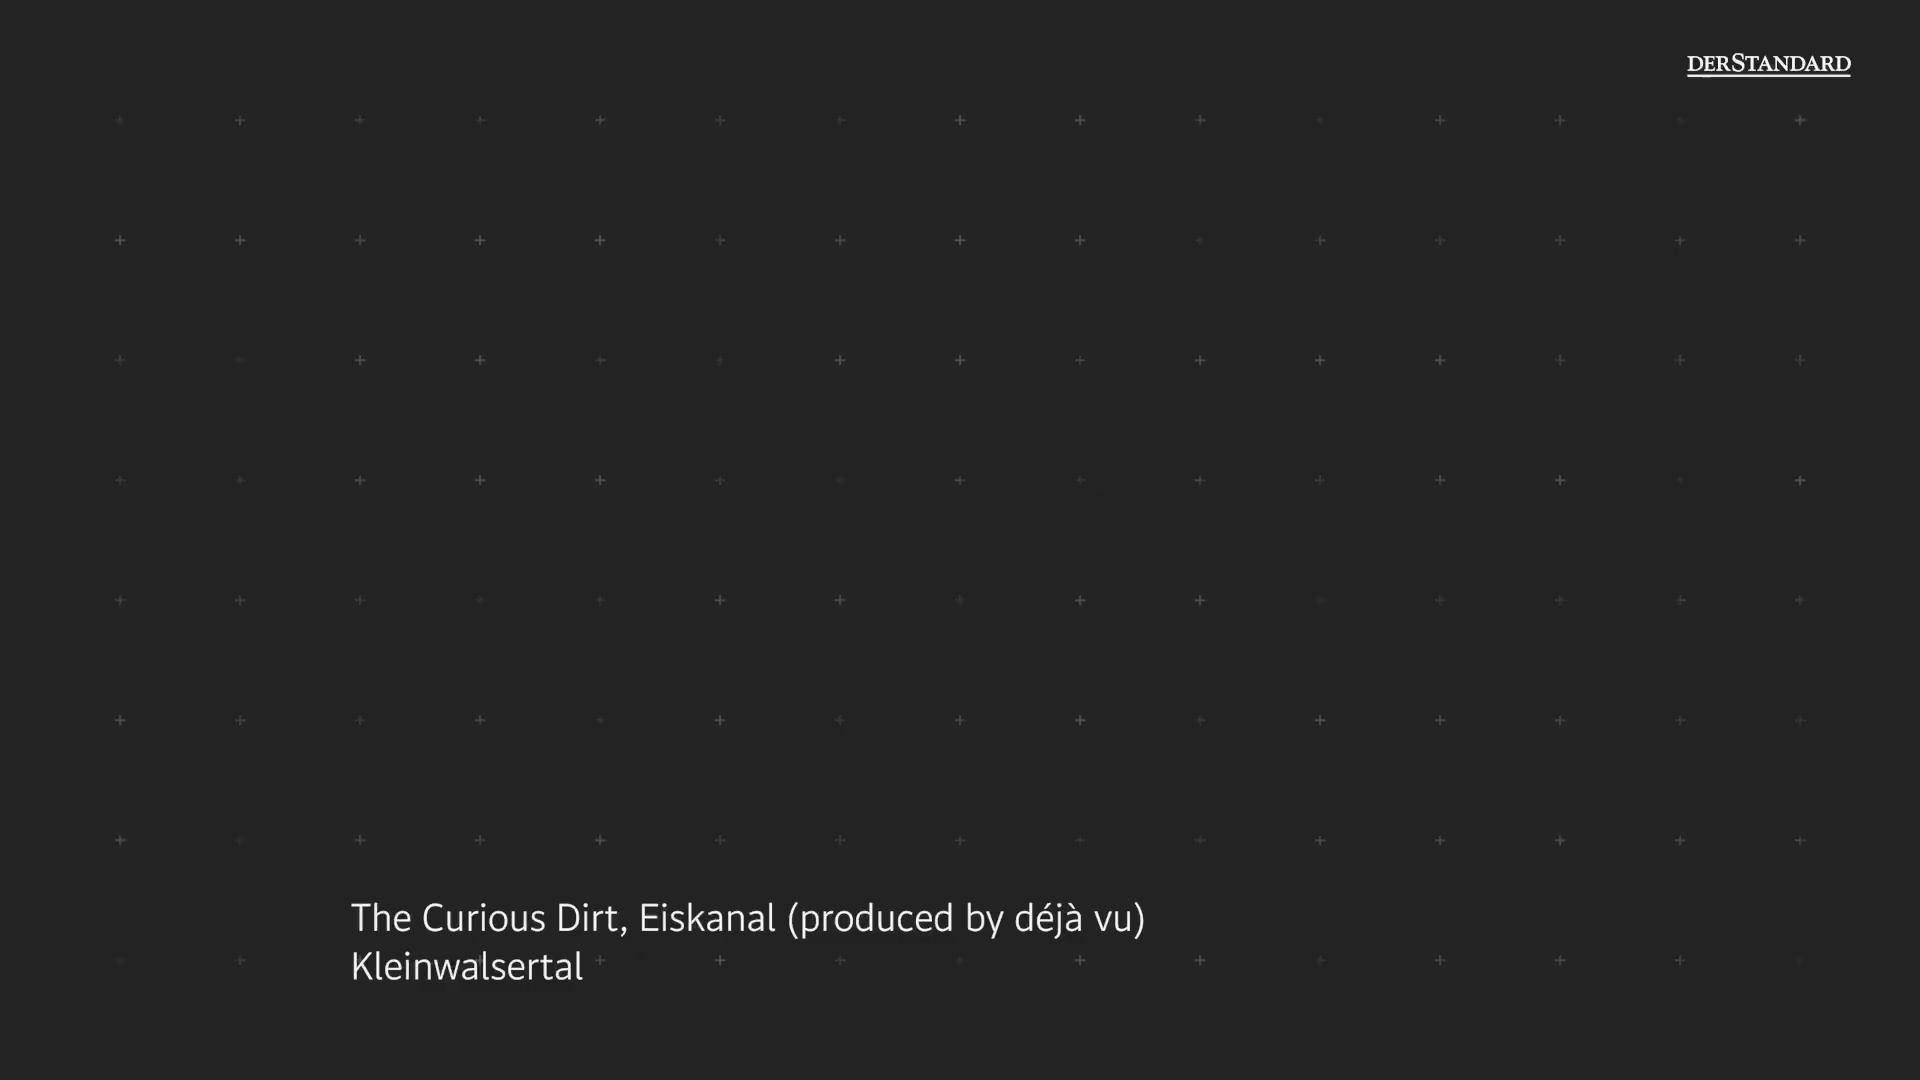 DERSTANDARD
The Curious Dirt, Eiskanal (produced by déjà vu)
Kleinwalsertal